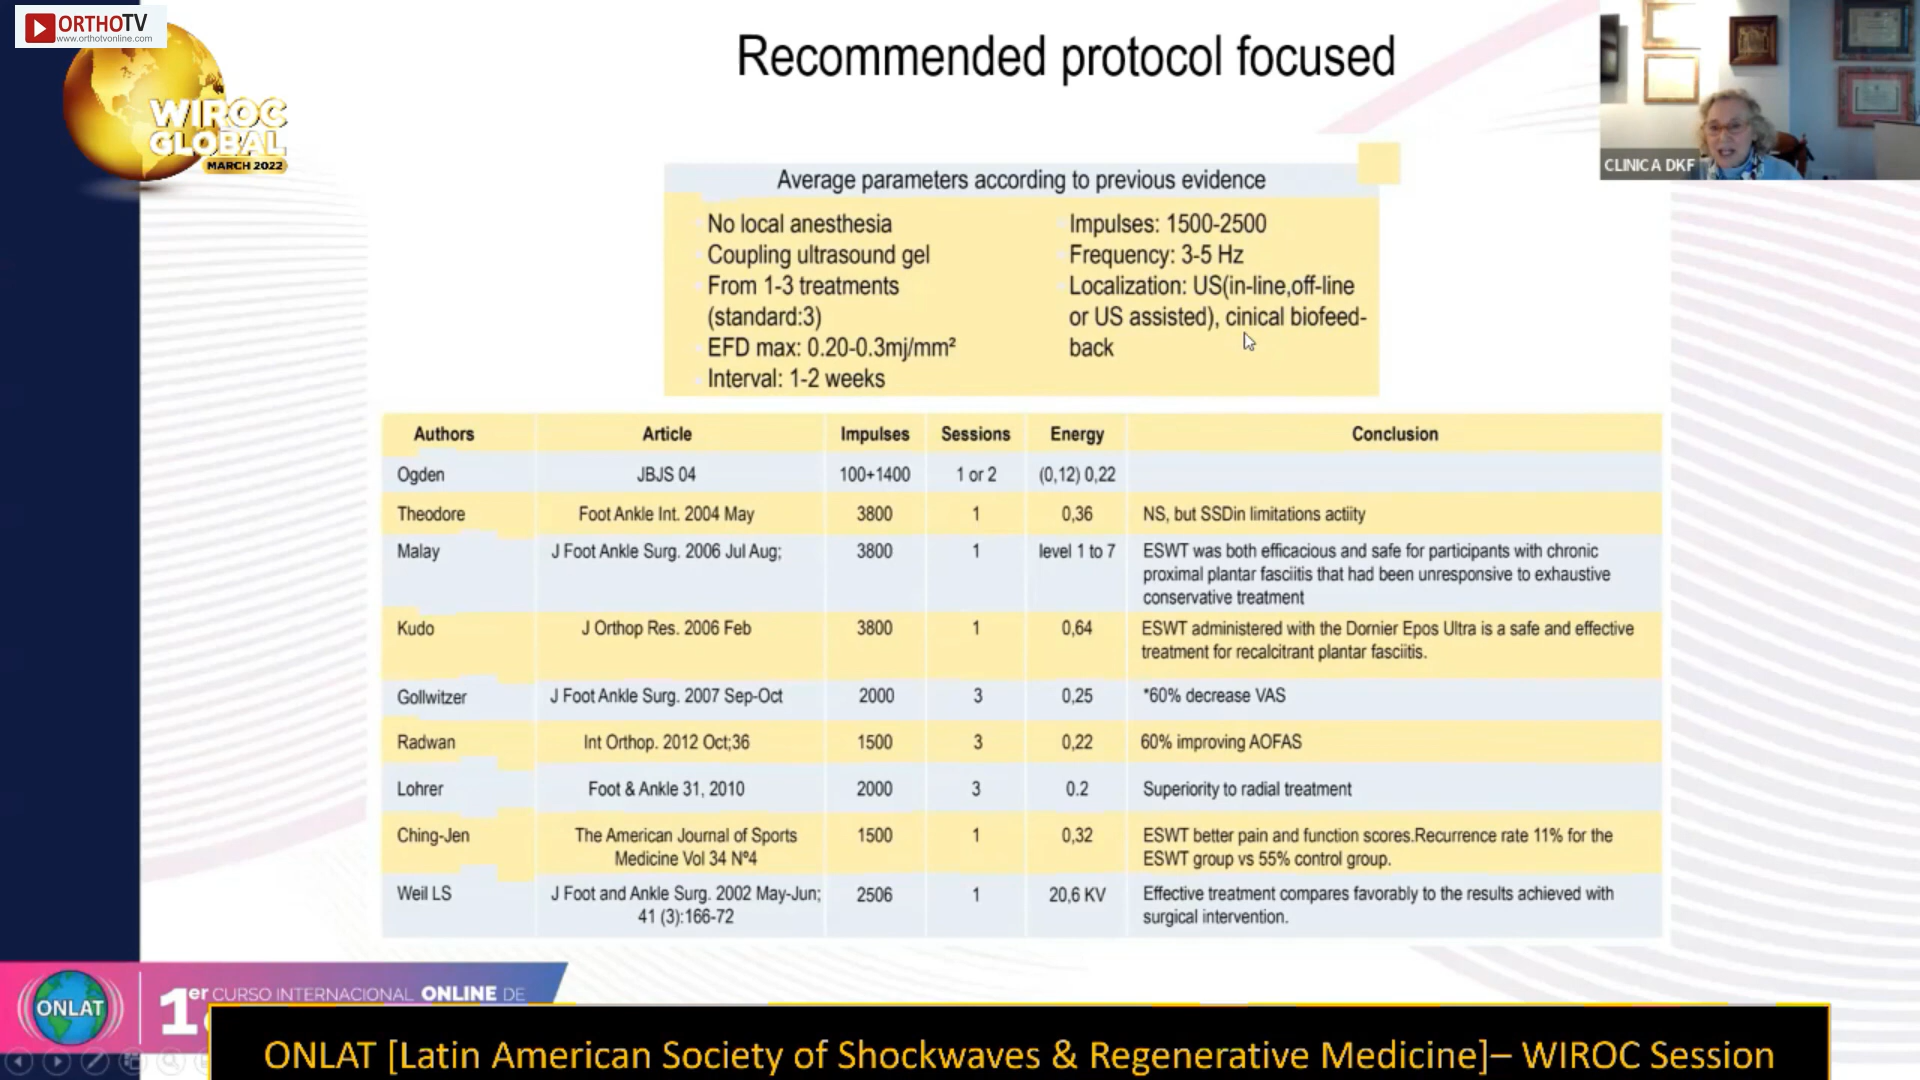 ORTHOTV
www.orthotvonline.com
WIROC
GLOBAL
MARCH 2022
Recommended protocol focused
CLINICA DKF
Average parameters according to previous evidence
No local anesthesia
Coupling ultrasound gel
From 1-3 treatments
(standard:3)
EFD max: 0.20-0.3mj/mm²
Interval: 1-2 weeks
Impulses: 1500-2500
Frequency: 3-5 Hz
Localization: US(in-line,off-line
or US assisted), cinical biofeed-
back
Authors Article Impulses Sessions Energy Conclusion
Ogden JBJS 04 100+1400 1 or 2 (0,12) 0,22
Theodore Foot Ankle Int. 2004 May 3800 1 0,36 NS, but SSDin limitations actiity
Malay J Foot Ankle Surg. 2006 Jul Aug; 3800 1 level 1 to 7 ESWT was both efficacious and safe for participants with chronic
proximal plantar fasciitis that had been unresponsive to exhaustive
conservative treatment
Kudo J Orthop Res. 2006 Feb 3800 1 0,64 ESWT administered with the Dornier Epos Ultra is a safe and effective
treatment for recalcitrant plantar fasciitis.
Gollwitzer J Foot Ankle Surg. 2007 Sep-Oct 2000 3 0,25 *60% decrease VAS
Radwan Int Orthop. 2012 Oct;36 1500 3 0,22 60% improving AOFAS
Lohrer Foot & Ankle 31, 2010 2000 3 0.2 Superiority to radial treatment
Ching-Jen The American Journal of Sports 1500 1 0,32 ESWT better pain and function scores.Recurrence rate 11% for the
Medicine Vol 34 Nº4 ESWT group vs 55% control group.
Weil LS J Foot and Ankle Surg. 2002 May-Jun; 2506 1 20,6 KV Effective treatment compares favorably to the results achieved with
41 (3):166-72 surgical intervention.
ONLAT
1er CURSO INTERNACIONAL ONLINE DE
ONLAT [Latin American Society of Shockwaves & Regenerative Medicine]– WIROC Session